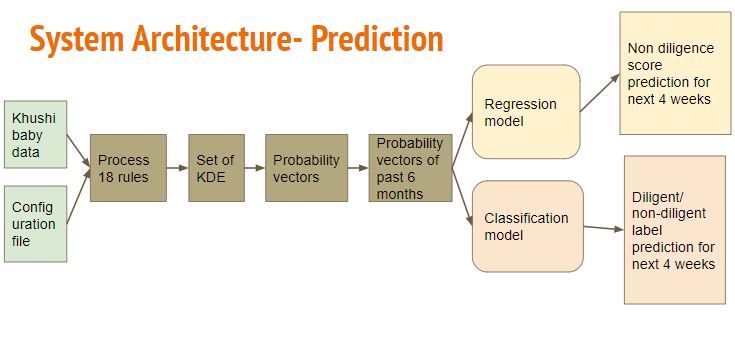 System Architecture- Prediction
Khushi
baby
data
Config
uration
file
Process
18 rules
Set of
KDE
Probability
vectors
Probability
vectors of
past 6
months
Regression
model
Classification
model
Non diligence
score
prediction for
next 4 weeks
Diligent/
non-diligent
label
prediction for
next 4 weeks